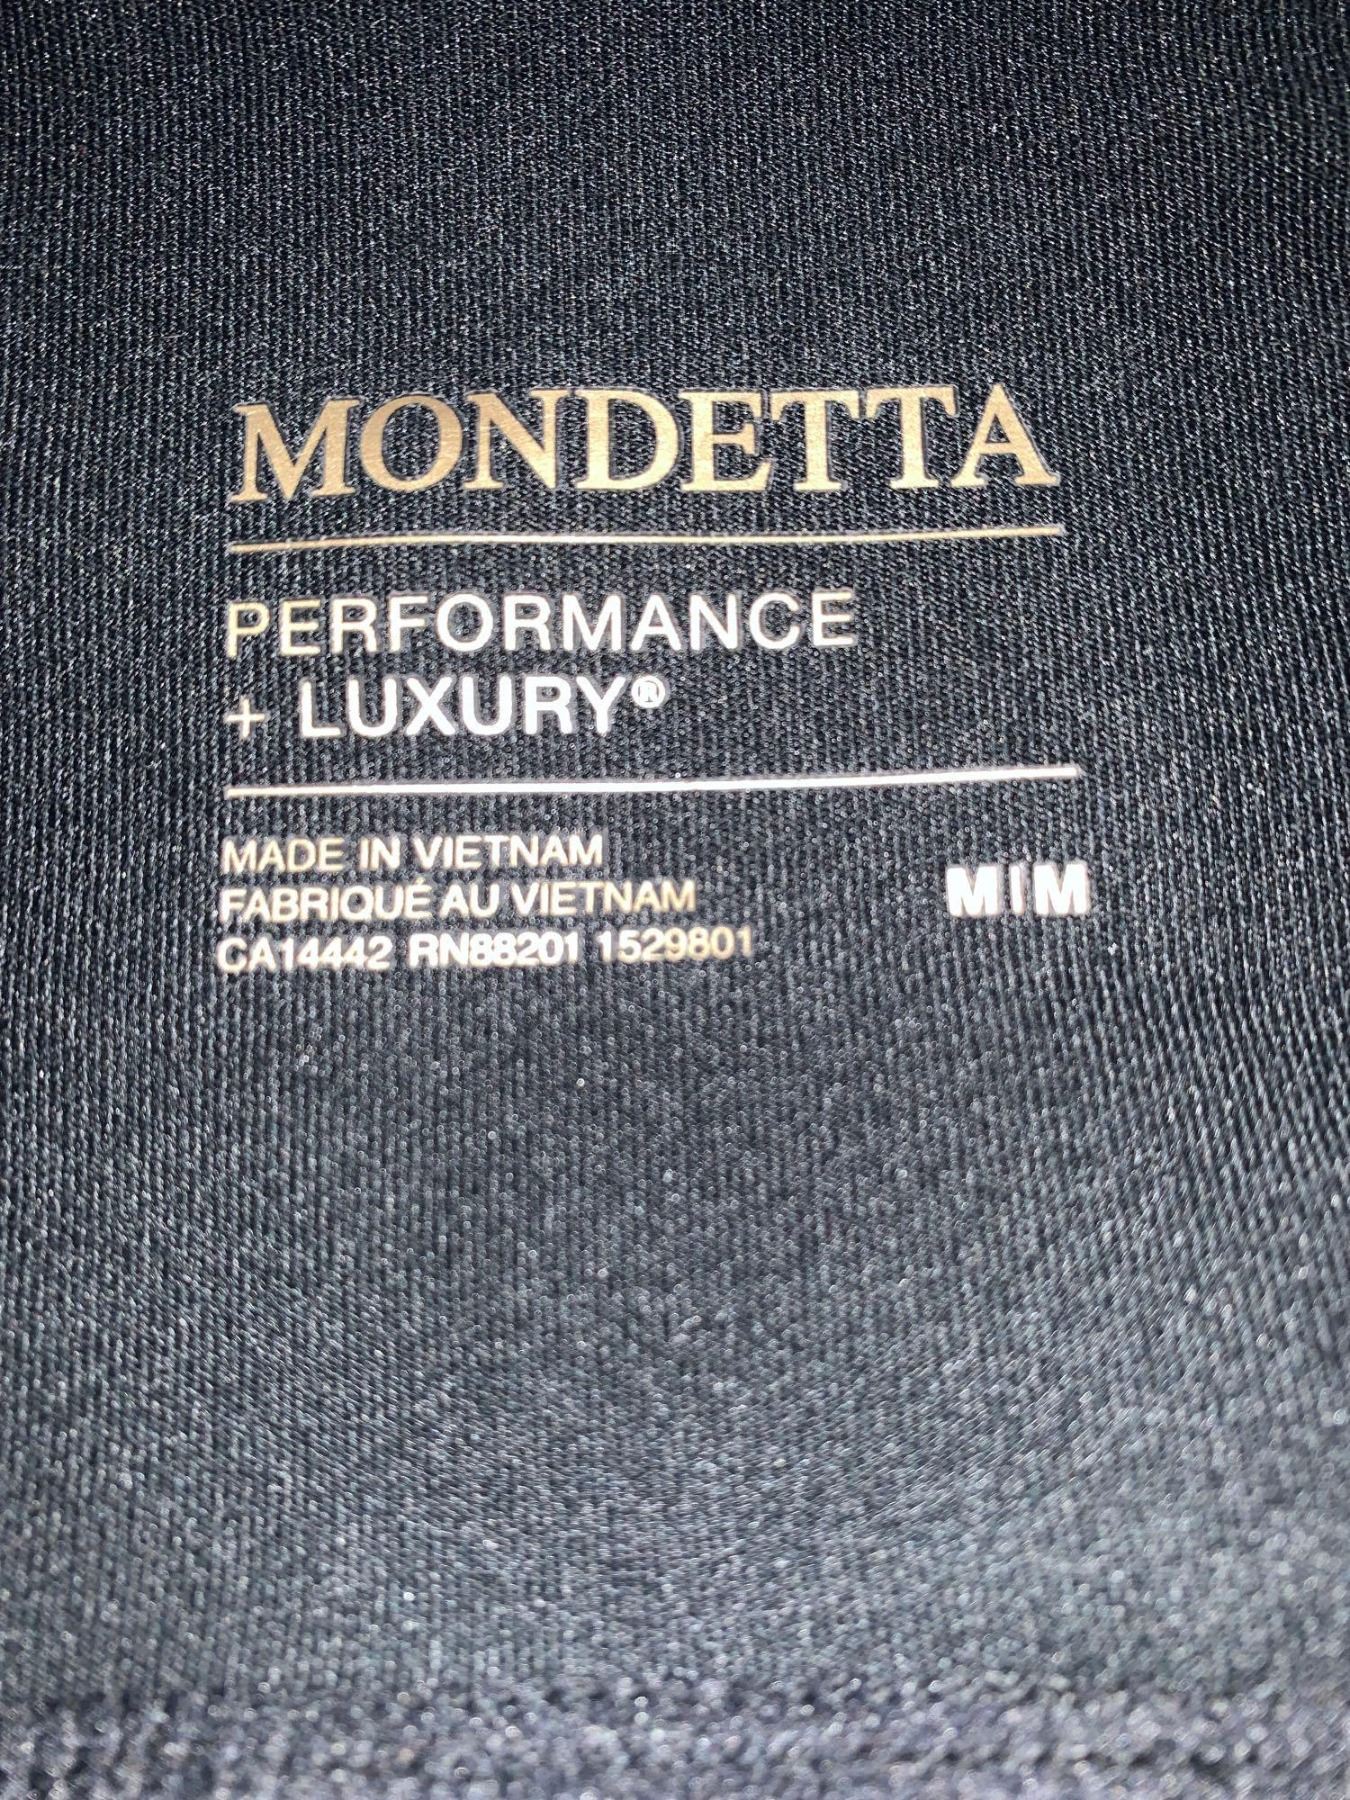 MONDETTA
PERFORMANCE
+ LUXURY®
MADE IN VIETNAM
FABRIQUÉ AU VIETNAM
CA14442 RN88201 1529801
M|M